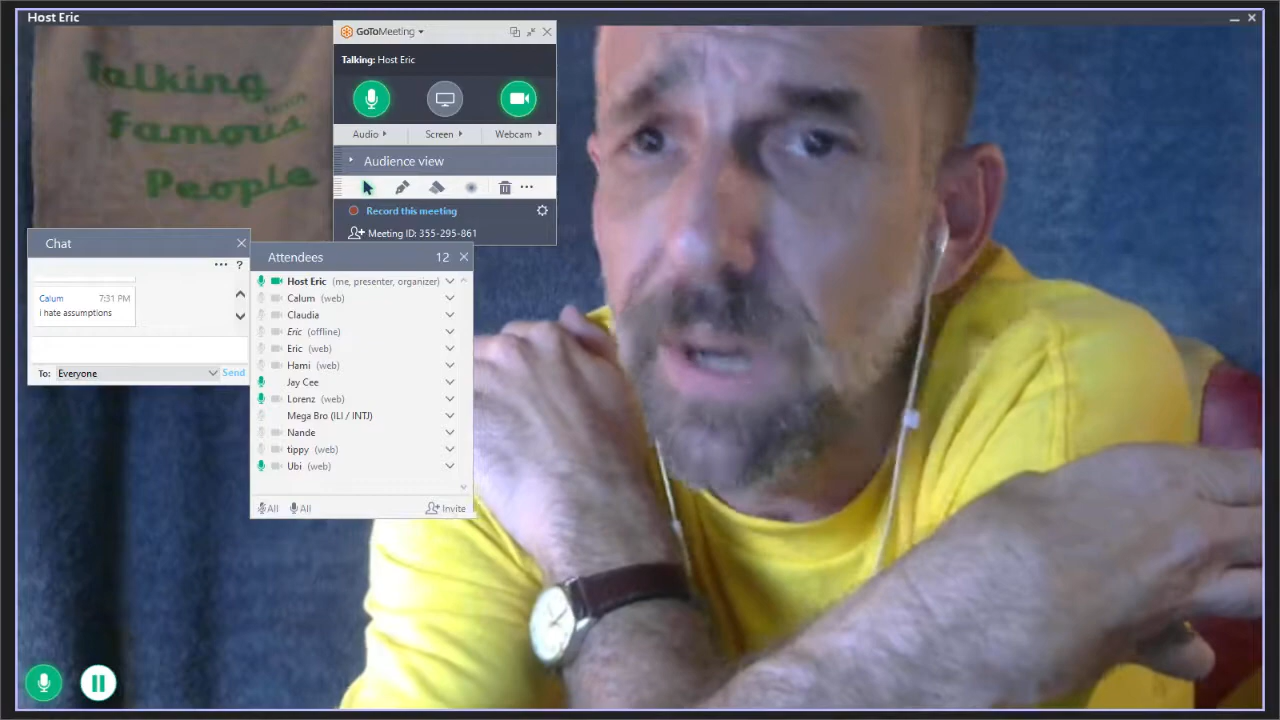 Host Eric
Talking
Famous
People
GoToMeeting
Talking: Host Eric
Audio
Screen
Webcam
Audience view
Record this meeting
Meeting ID: 355-295-861
Chat
?
Calum 7:31 PM
i hate assumptions
To: Everyone Send
Attendees 12
Host Eric (me, presenter, organizer)
Calum (web)
Claudia
Eric (offline)
Eric (web)
Hami (web)
Jay Cee
Lorenz (web)
Mega Bro (ILI / INTJ)
Nande
tippy (web)
Ubi (web)
All
All
Invite